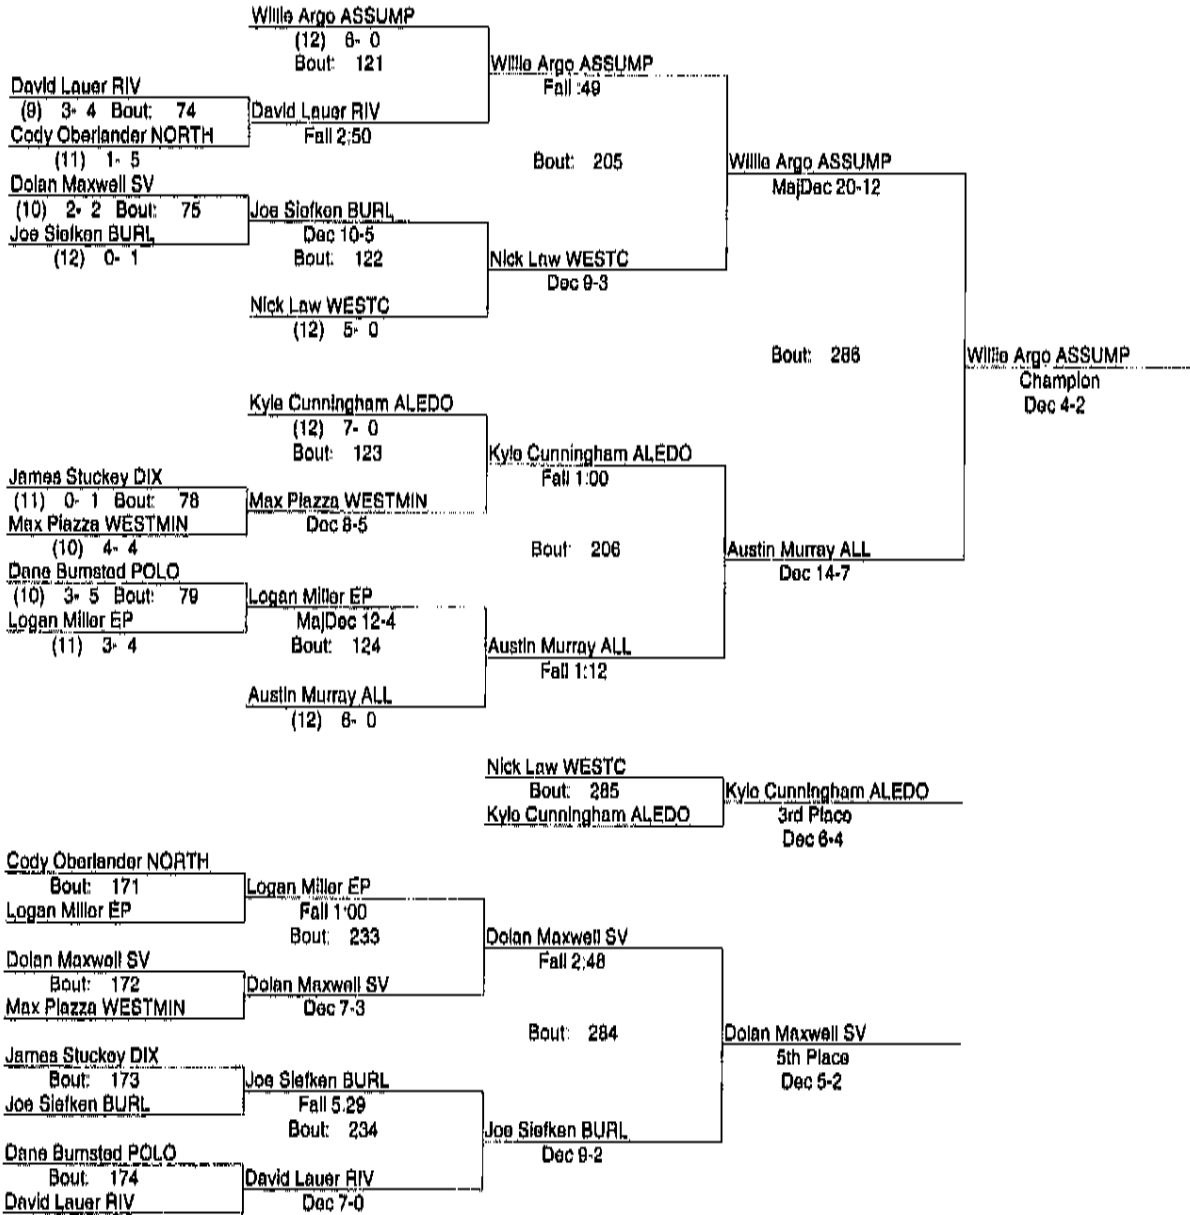 Willie Argo ASSUMP
(12) 6- 0
Bout: 121
Willie Argo ASSUMP
Fall :49
David Lauer RIV
(9) 3- 4 Bout: 74
David Lauer RIV
Fall 2:50
Cody Oberlander NORTH
(11) 1- 5
Bout: 205
Willie Argo ASSUMP
MajDec 20-12
Dolan Maxwell SV
(10) 2- 2 Bout: 75
Joe Siefken BURL
Dec 10-5
Joe Siefken BURL
(12) 0- 1
Bout: 122
Nick Law WESTC
Dec 9-3
Nick Law WESTC
(12) 5- 0
Bout: 286
Willie Argo ASSUMP
Champion
Dec 4-2
Kyle Cunningham ALEDO
(12) 7- 0
Bout: 123
Kyle Cunningham ALEDO
Fall 1:00
James Stuckey DIX
(11) 0- 1 Bout: 78
Max Piazza WESTMIN
Dec 8-5
Max Piazza WESTMIN
(10) 4- 4
Bout: 206
Austin Murray ALL
Dec 14-7
Dane Bumsted POLO
(10) 3- 5 Bout: 79
Logan Miller EP
MajDec 12-4
Logan Miller EP
(11) 3- 4
Bout: 124
Austin Murray ALL
Fall 1:12
Austin Murray ALL
(12) 6- 0
Nick Law WESTC
Bout: 285
Kyle Cunningham ALEDO
Kyle Cunningham ALEDO
3rd Place
Dec 6-4
Cody Oberlander NORTH
Bout: 171
Logan Miller EP
Logan Miller EP
Fall 1:00
Bout: 233
Dolan Maxwell SV
Fall 2:48
Dolan Maxwell SV
Bout: 172
Max Piazza WESTMIN
Dolan Maxwell SV
Dec 7-3
Bout: 284
Dolan Maxwell SV
5th Place
Dec 5-2
James Stuckey DIX
Bout: 173
Joe Siefken BURL
Joe Siefken BURL
Fall 5:29
Bout: 234
Joe Siefken BURL
Dec 9-2
Dane Bumsted POLO
Bout: 174
David Lauer RIV
David Lauer RIV
Dec 7-0